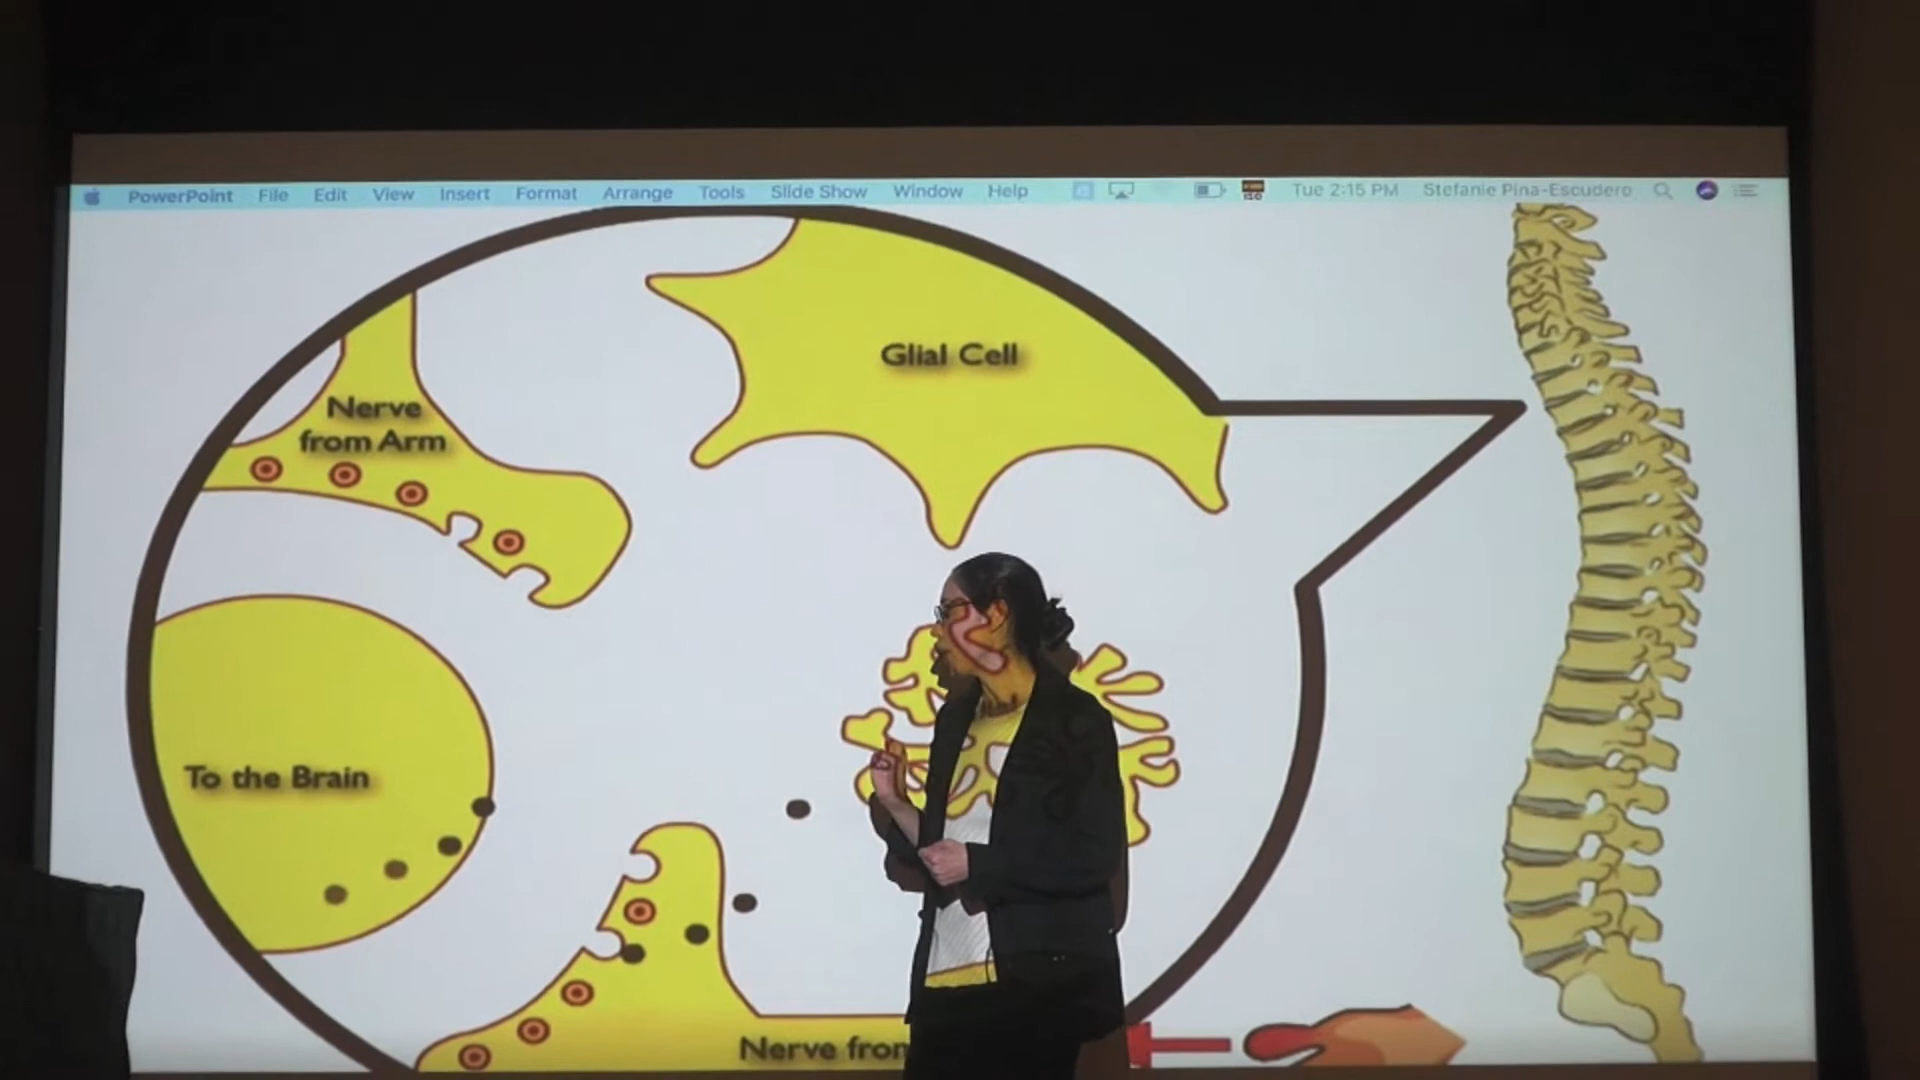 PowerPoint File Edit View Insert Format Arrange Tools Slide Show Window Help Tue 2:15 PM Stefanie Pina-Escudero
Glial Cell
Nerve
from Arm
To the Brain
Nerve from